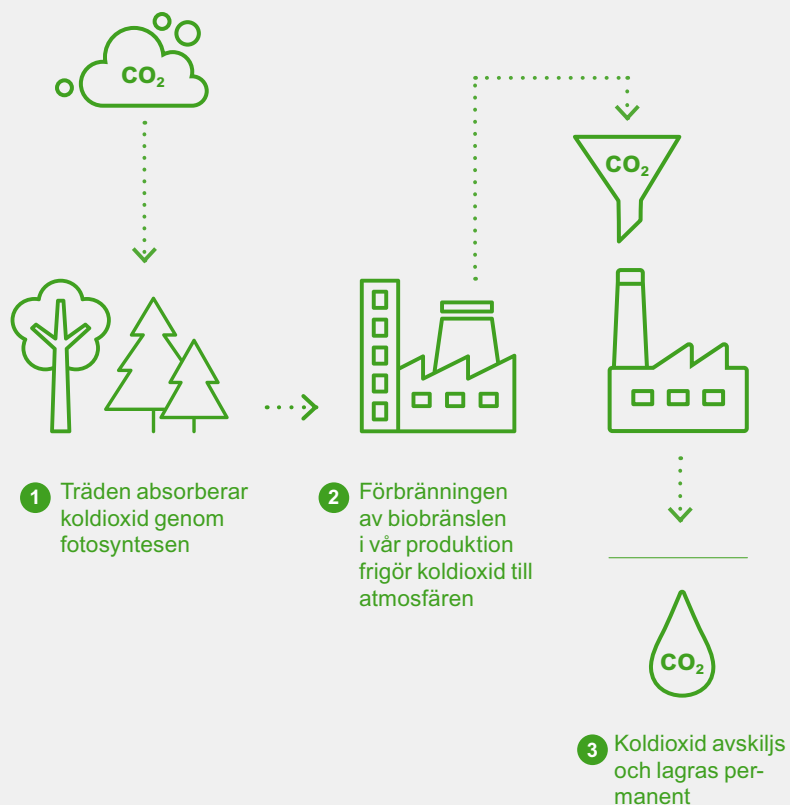 CO₂
CO₂
1 Träden absorberar
koldioxid genom
fotosyntesen
2 Förbränningen
av biobränslen
i vår produktion
frigör koldioxid till
atmosfären
CO₂
3 Koldioxid avskiljs
och lagras per-
manent